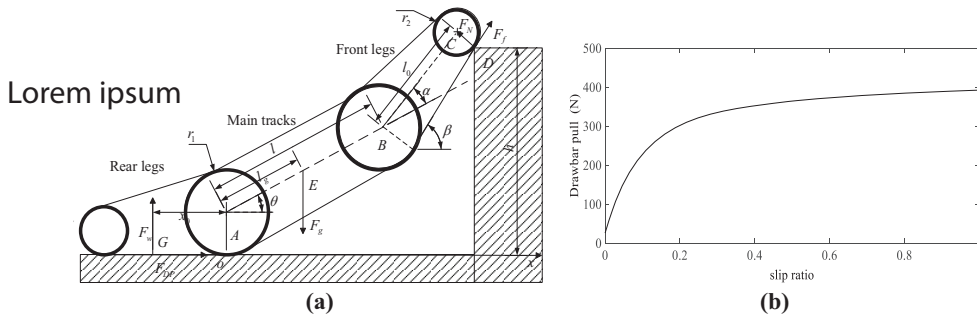 Lorem ipsum
r2
FN
C
Ff
Front legs
l0
D
α
Main tracks
r1
l
B
β
h
Rear legs
lg
E
θ
x0
Fw
G
A
Fg
FDP
o
x
(a)
500
400
300
200
100
0
Drawbar pull (N)
0
0.2
0.4
0.6
0.8
slip ratio
(b)